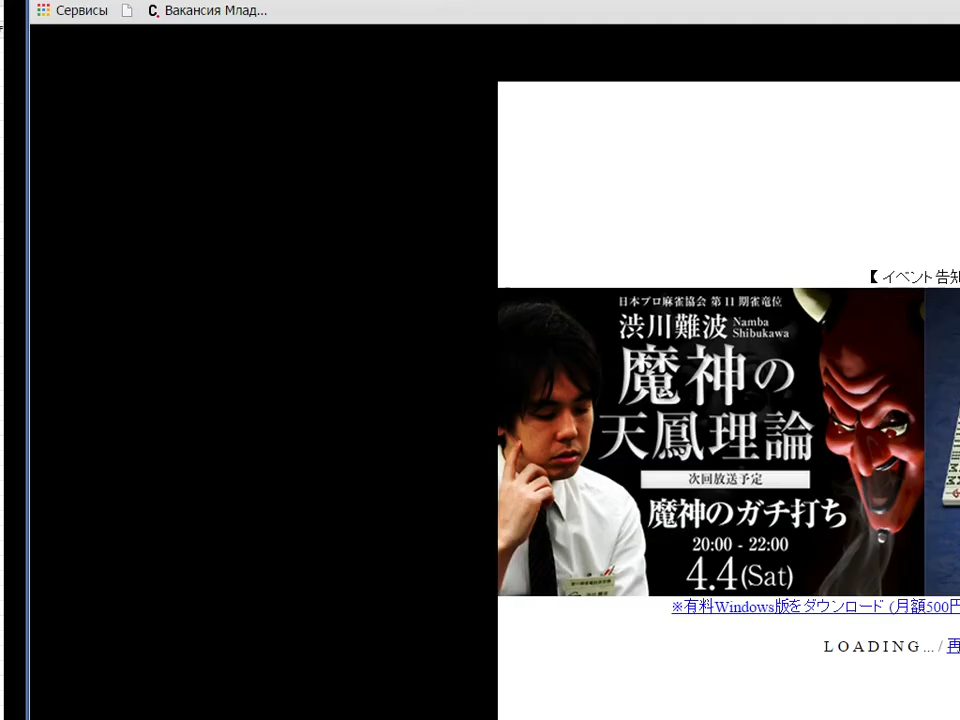 Сервисы
Вакансия Млад...
【イベント告知
日本プロ麻雀協会 第11期雀竜位
渋川難波 Namba Shibukawa
魔神の
天鳳理論
次回放送予定
魔神のガチ打ち
20:00 - 22:00
4.4(Sat)
※有料Windows版をダウンロード (月額500円
LOADING... / 再